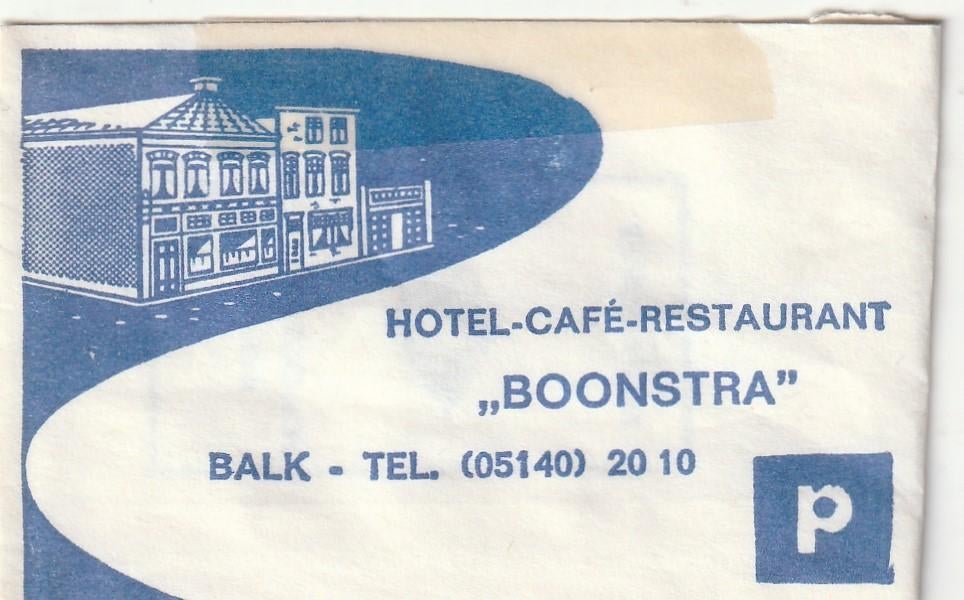 HOTEL-CAFÉ-RESTAURANT
„BOONSTRA”
BALK - TEL. (05140) 20 10
P